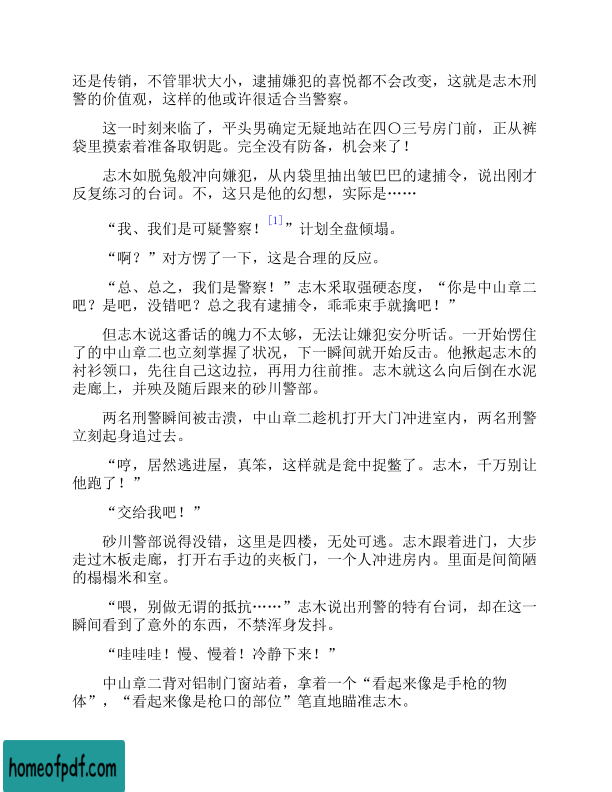 还是传销，不管罪状大小，逮捕嫌犯的喜悦都不会改变，这就是志木刑
警的价值观，这样的他或许很适合当警察。
这一时刻来临了，平头男确定无疑地站在四〇三号房门前，正从裤
袋里摸索着准备取钥匙。完全没有防备，机会来了！
志木如脱兔般冲向嫌犯，从内袋里抽出皱巴巴的逮捕令，说出刚才
反复练习的台词。不，这只是他的幻想，实际是……
“我、我们是可疑警察！[1]”计划全盘倾塌。
“啊？”对方愣了一下，这是合理的反应。
“总、总之，我们是警察！”志木采取强硬态度，“你是中山章二
吧？是吧，没错吧？总之我有逮捕令，乖乖束手就擒吧！”
但志木说这番话的魄力不太够，无法让嫌犯安分听话。一开始愣住
了的中山章二也立刻掌握了状况，下一瞬间就开始反击。他揪起志木的
衬衫领口，先往自己这边拉，再用力往前推。志木就这么向后倒在水泥
走廊上，并殃及随后跟来的砂川警部。
两名刑警瞬间被击溃，中山章二趁机打开大门冲进室内，两名刑警
立刻起身追过去。
“哼，居然逃进屋，真笨，这样就是瓮中捉鳖了。志木，千万别让
他跑了！”
“交给我吧！”
砂川警部说得没错，这里是四楼，无处可逃。志木跟着进门，大步
走过木板走廊，打开右手边的夹板门，一个人冲进房内。里面是间简陋
的榻榻米和室。
“喂，别做无谓的抵抗……”志木说出刑警的特有台词，却在这一
瞬间看到了意外的东西，不禁浑身发抖。
“哇哇哇！慢、慢着！冷静下来！”
中山章二背对铝制门窗站着，拿着一个“看起来像是手枪的物
体”，“看起来像是枪口的部位”笔直地瞄准志木。
homeofpdf.com